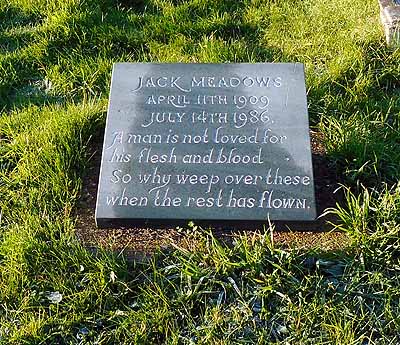 JACK MEADOWS
APRIL 11TH 1909
JULY 14TH 1986.
A man is not loved for
his flesh and blood
So why weep over these
when the rest has flown.